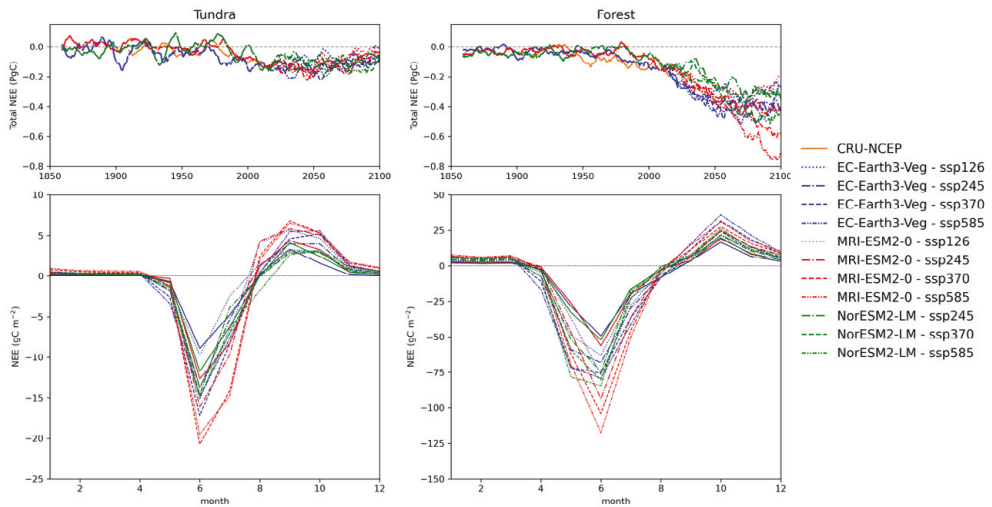 Tundra
Forest
Total NEE (PgC)
0.0
−0.2
−0.4
−0.6
−0.8
1850 1900 1950 2000 2050 2100
Total NEE (PgC)
0.0
−0.2
−0.4
−0.6
−0.8
1850 1900 1950 2000 2050 2100
NEE (gC m⁻²)
10
5
0
−5
−10
−15
−20
−25
2 4 6 8 10 12
month
NEE (gC m⁻²)
50
25
0
−25
−50
−75
−100
−125
−150
2 4 6 8 10 12
month
CRU-NCEP
EC-Earth3-Veg - ssp126
EC-Earth3-Veg - ssp245
EC-Earth3-Veg - ssp370
EC-Earth3-Veg - ssp585
MRI-ESM2-0 - ssp126
MRI-ESM2-0 - ssp245
MRI-ESM2-0 - ssp370
MRI-ESM2-0 - ssp585
NorESM2-LM - ssp245
NorESM2-LM - ssp370
NorESM2-LM - ssp585